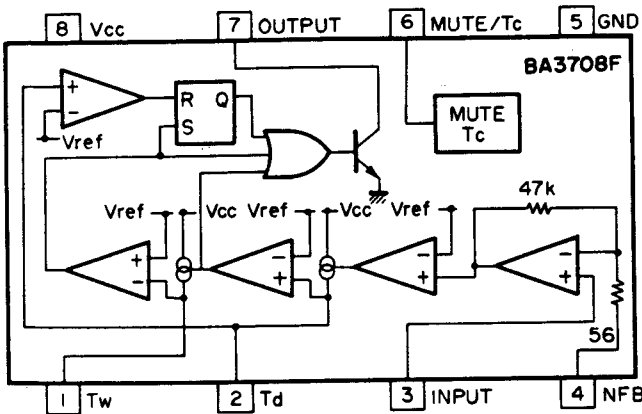 8 Vcc 7 OUTPUT 6 MUTE/Tc 5 GND
BA3708F
+
−
Vref
R Q
S
MUTE
Tc
47k
Vref Vcc Vref Vcc Vref
+
−
−
+
−
+
−
+
56
1 Tw 2 Td 3 INPUT 4 NFB